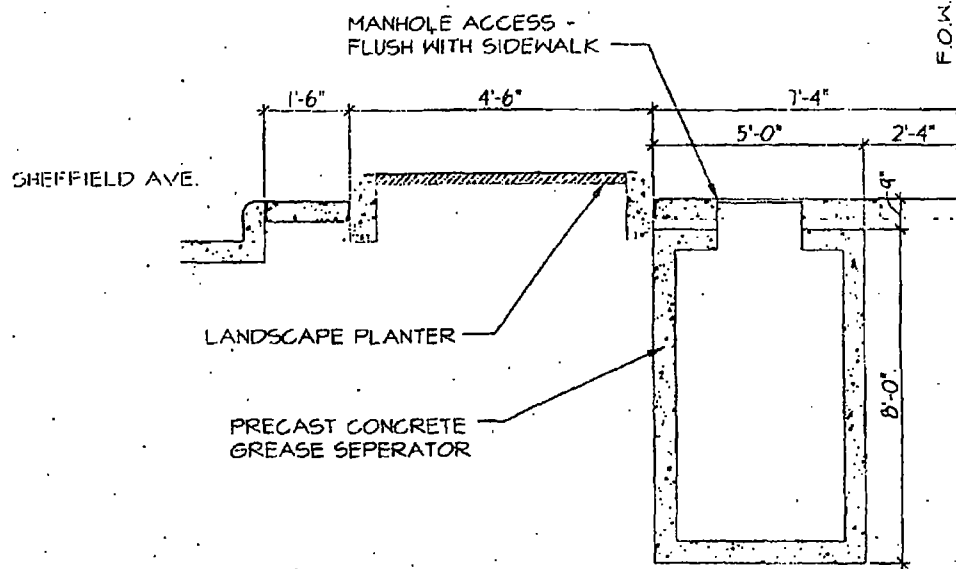 MANHOLE ACCESS -
FLUSH WITH SIDEWALK
F.O.W.
1'-6"
4'-6"
7'-4"
5'-0"
2'-4"
SHEFFIELD AVE.
9"
LANDSCAPE PLANTER
8'-0"
PRECAST CONCRETE
GREASE SEPERATOR